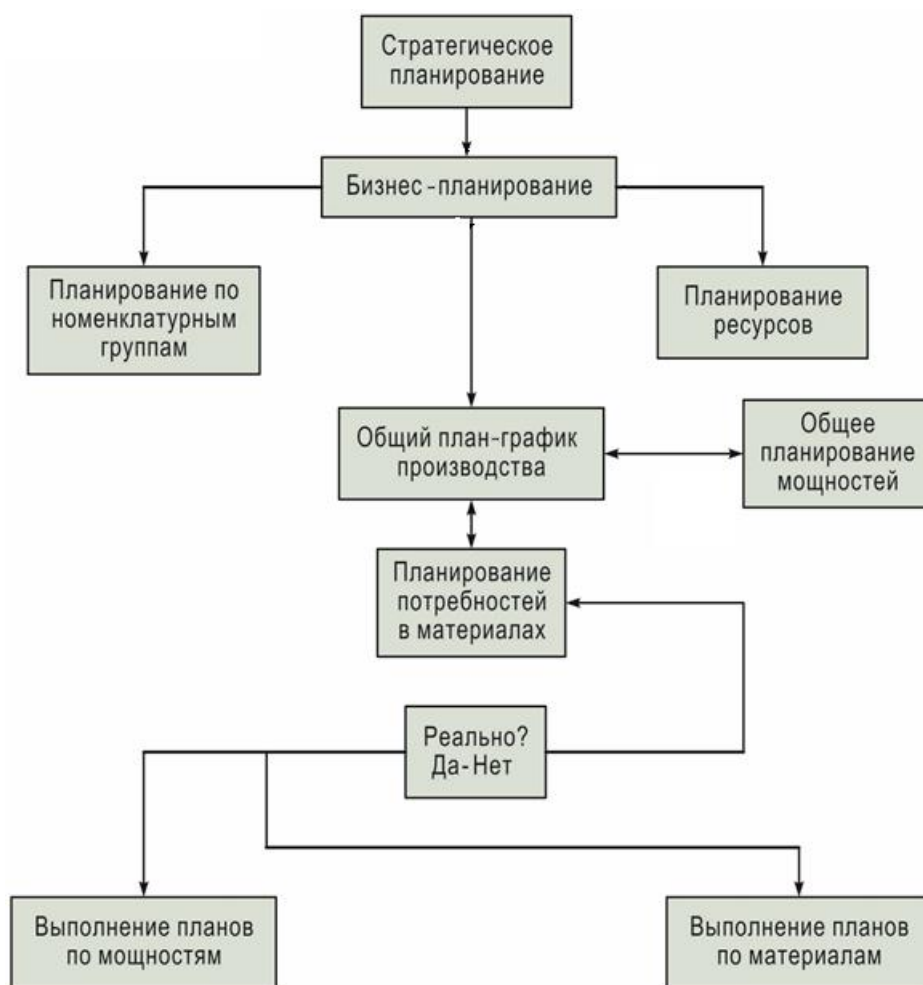 Стратегическое
планирование
Бизнес-планирование
Планирование по
номенклатурным
группам
Планирование
ресурсов
Общий план-график
производства
Общее
планирование
мощностей
Планирование
потребностей
в материалах
Реально?
Да-Нет
Выполнение планов
по мощностям
Выполнение планов
по материалам